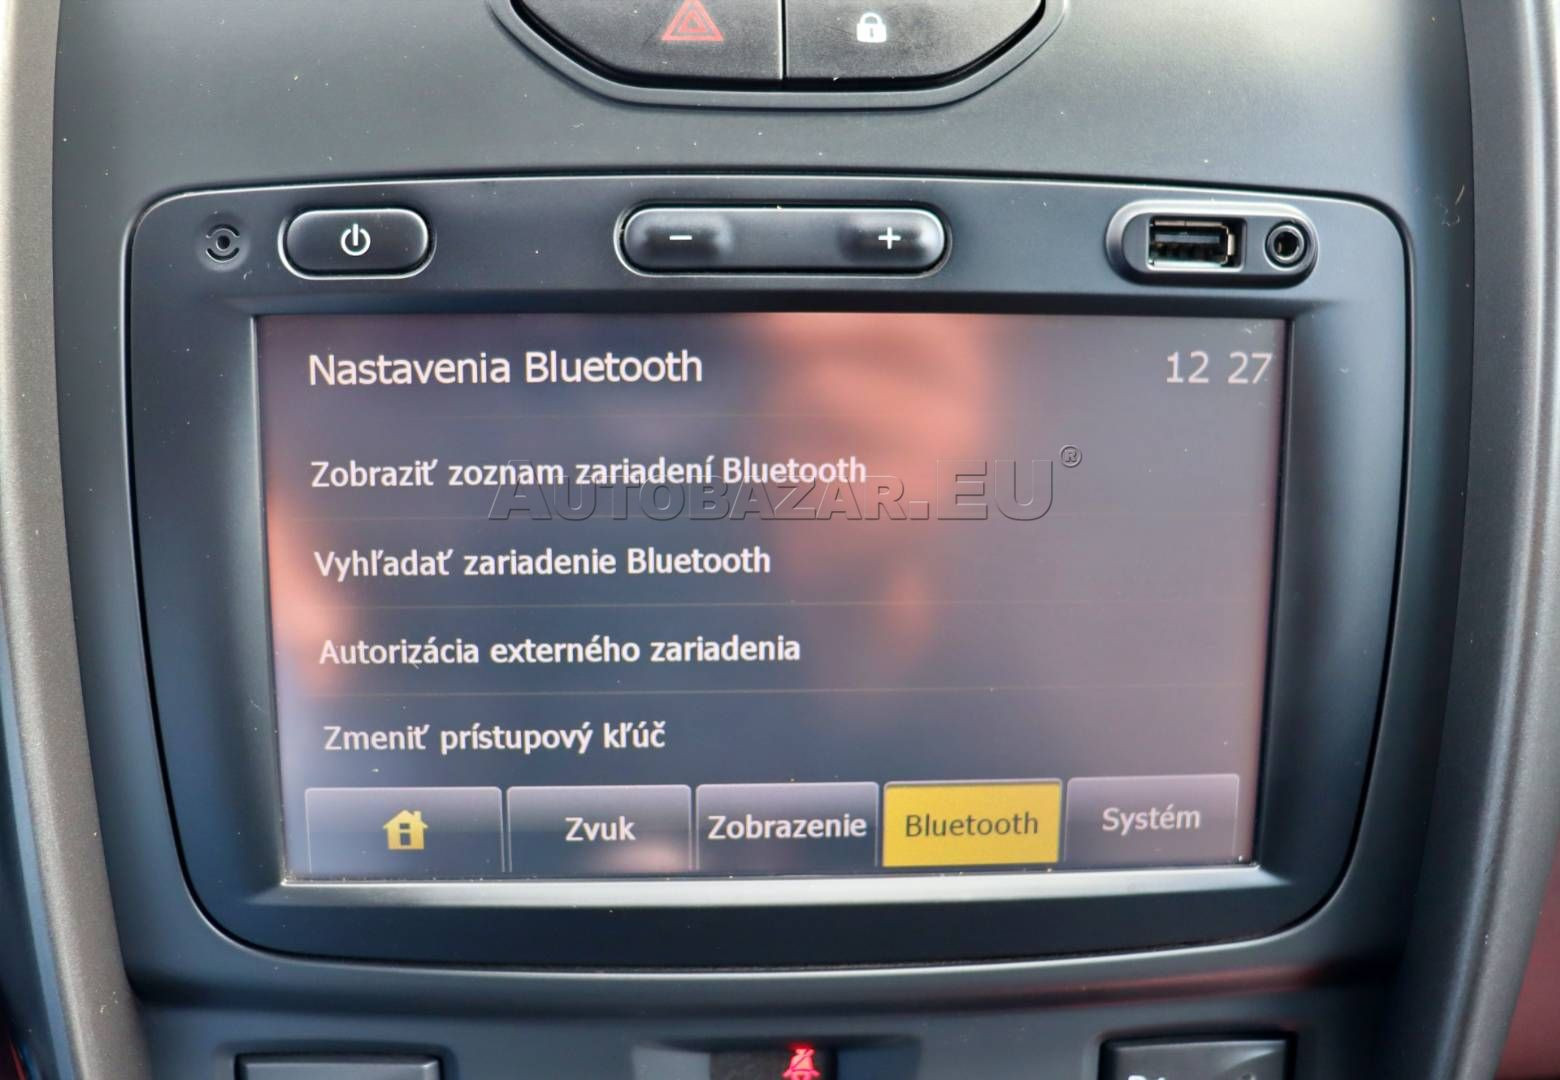 Nastavenia Bluetooth 12 27
Zobraziť zoznam zariadení Bluetooth
AUTOBAZAR.EU®
Vyhľadať zariadenie Bluetooth
Autorizácia externého zariadenia
Zmeniť prístupový kľúč
Zvuk Zobrazenie Bluetooth Systém